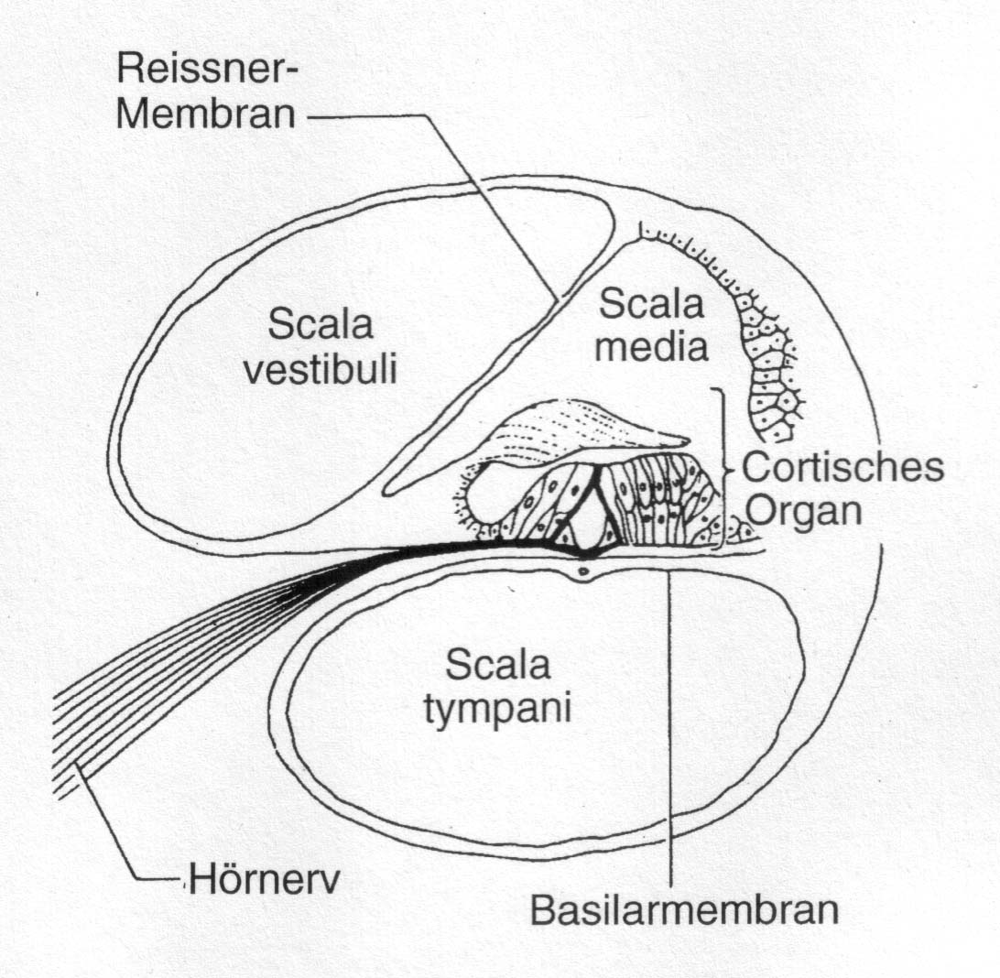 Reissner-
Membran
Scala
vestibuli
Scala
media
Cortisches
Organ
Scala
tympani
Hörnerv
Basilarmembran